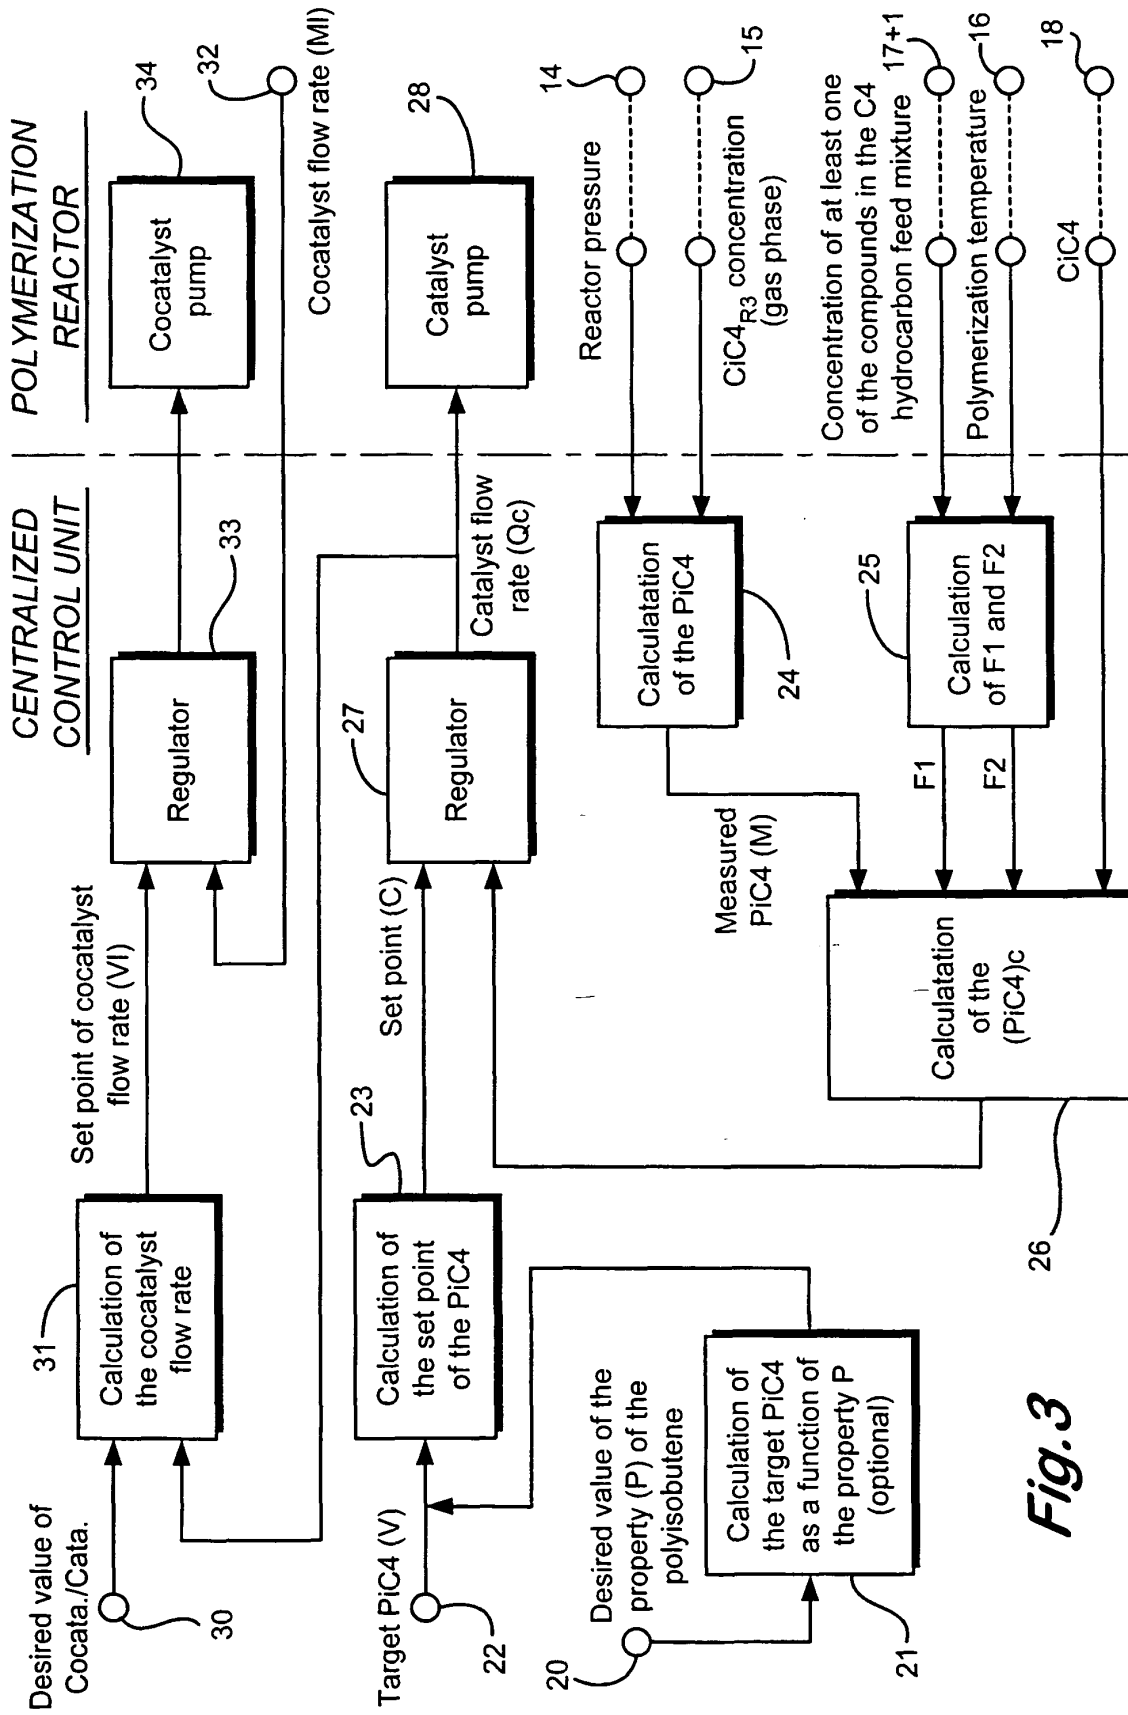 CENTRALIZED
CONTROL UNIT
POLYMERIZATION
REACTOR
Desired value of
Cocata./Cata.
30
31
Calculation of
the cocatalyst
flow rate
Set point of cocatalyst
flow rate (VI)
Regulator
33
Cocatalyst
pump
34
32
Cocatalyst flow rate (MI)
Target PiC4 (V)
22
Calculation of
the set point
of the PiC4
23
Set point (C)
27
Regulator
Catalyst flow
rate (Qc)
Catalyst
pump
28
Desired value of the
property (P) of the
polyisobutene
20
Calculation of
the target PiC4
as a function of
the property P
(optional)
21
Measured
PiC4 (M)
Calculatation
of the PiC4
24
Reactor pressure
14
CiC4R3 concentration
(gas phase)
15
Calculatation
of the
(PiC4)c
26
F1
F2
25
Calculation
of F1 and F2
Concentration of at least one
of the compounds in the C4
hydrocarbon feed mixture
17+1
Polymerization temperature
16
CiC4
18
Fig.3